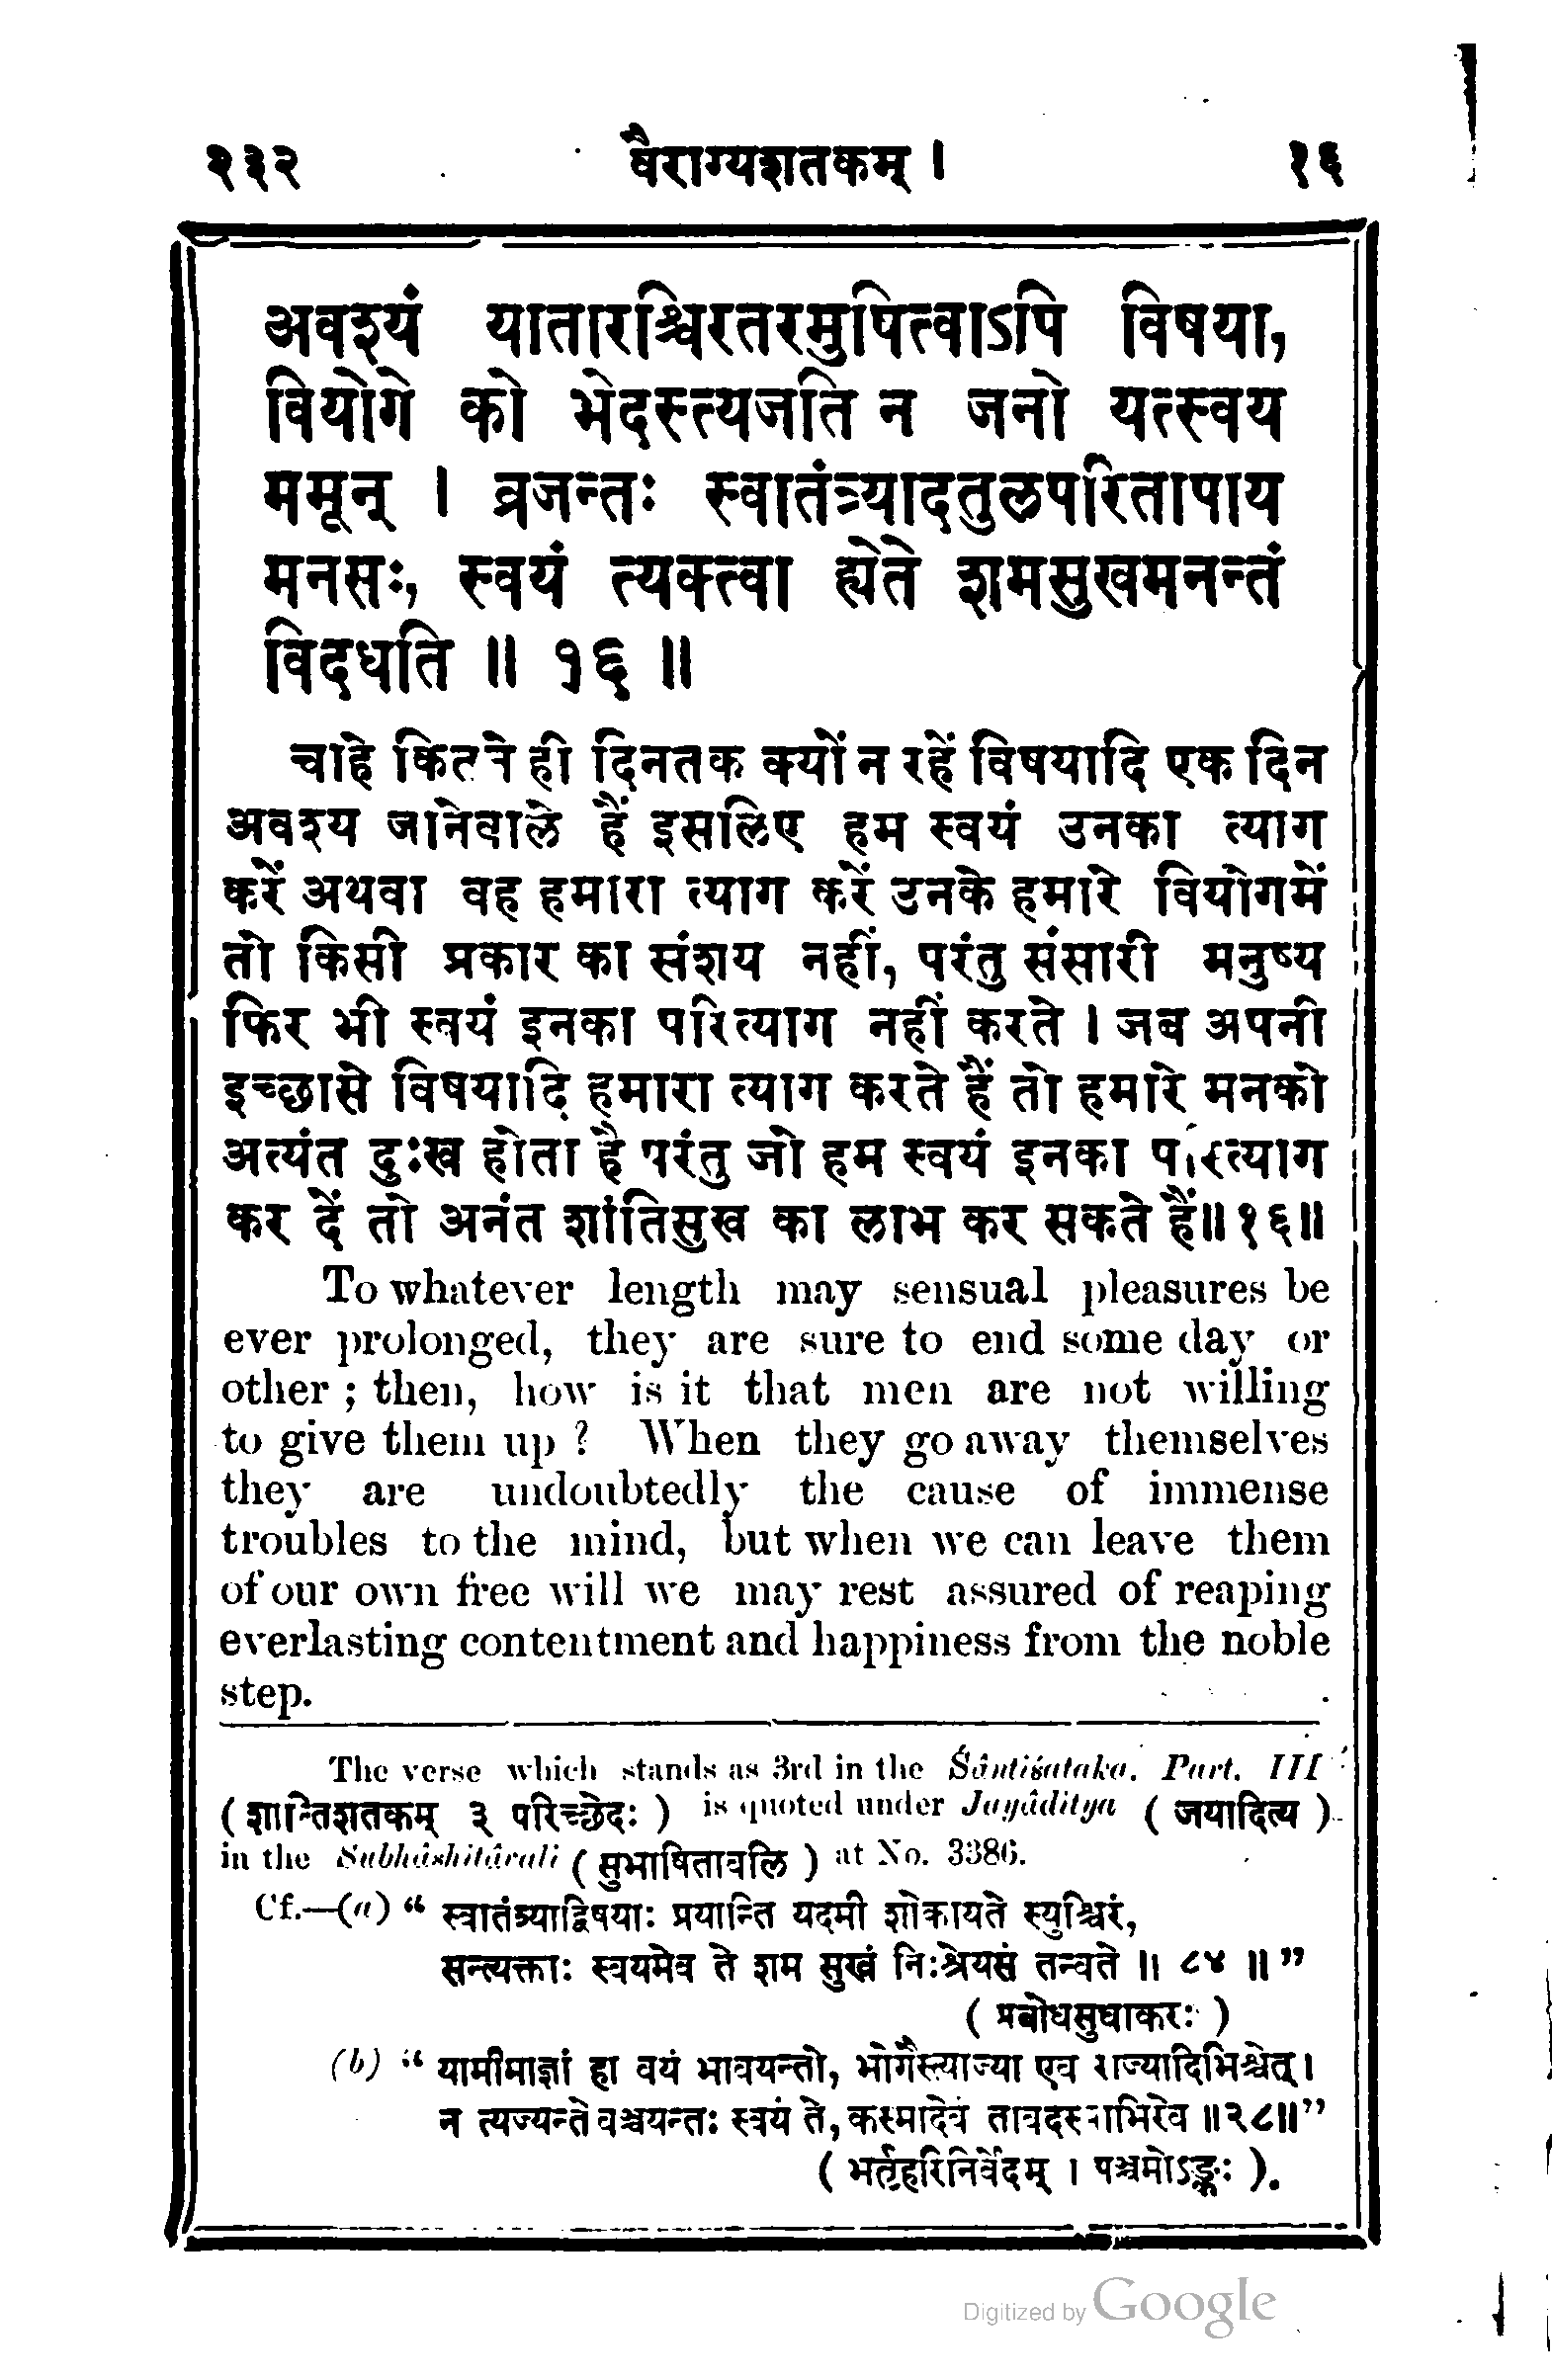 २३२ वैराग्यशतकम् । १६
अवश्यं यातारश्चिरतरमुषित्वाऽपि विषया,
वियोगे को भेदस्त्यजति न जनो यत्स्वय
ममून् । व्रजन्तः स्वातंत्र्यादतुलपरितापाय
मनसः, स्वयं त्यक्त्वा ह्येते शमसुखमनन्तं
विदधति ॥ १६ ॥
चाहे कितने ही दिनतक क्यों न रहें विषयादि एक दिन
अवश्य जानेवाले हैं इसलिए हम स्वयं उनका त्याग
करें अथवा वह हमारा त्याग करें उनके हमारे वियोगमें
तो किसी प्रकार का संशय नहीं, परंतु संसारी मनुष्य
फिर भी स्वयं इनका परित्याग नहीं करते । जब अपनी
इच्छासे विषयादि हमारा त्याग करते हैं तो हमारे मनको
अत्यंत दुःख होता है परंतु जो हम स्वयं इनका परित्याग
कर दें तो अनंत शांतिसुख का लाभ कर सकते हैं॥१६॥
To whatever length may sensual pleasures be
ever prolonged, they are sure to end some day or
other ; then, how is it that men are not willing
to give them up ? When they go away themselves
they are undoubtedly the cause of immense
troubles to the mind, but when we can leave them
of our own free will we may rest assured of reaping
everlasting contentment and happiness from the noble
step.
The verse which stands as 3rd in the Śântiśataka. Part. III
( शान्तिशतकम् ३ परिच्छेदः ) is quoted under Jayâditya ( जयादित्य )
in the Subhâshitâvali ( सुभाषितावलि ) at No. 3386.
Cf.—(a) “ स्वातंत्र्याद्विषयाः प्रयान्ति यदमी शोकायते स्युश्चिरं,
सन्त्यक्ताः स्वयमेव ते शम सुखं निःश्रेयसं तन्वते ॥ ८४ ॥ ”
( प्रबोधसुधाकरः )
(b) “ यामीमाज्ञां हा वयं भावयन्तो, भोगैस्त्याज्या एव राज्यादिभिश्चेत् ।
न त्यज्यन्ते वञ्चयन्तः स्वयं ते, कस्मादेवं तावदस्माभिरेव ॥२८॥”
( भर्तृहरिनिर्वेदम् । पञ्चमोऽङ्कः ).
Digitized by Google